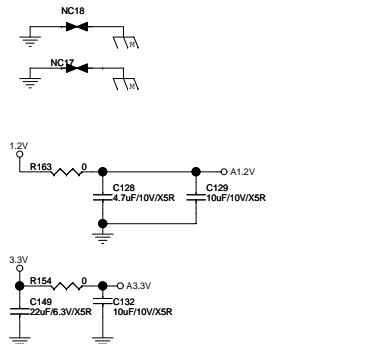 NC18
M
NC17
M
1.2V
R163 0
A1.2V
C128 C129
4.7uF/10V/X5R 10uF/10V/X5R
3.3V
R154 0
A3.3V
C149 C132
22uF/6.3V/X5R 10uF/10V/X5R